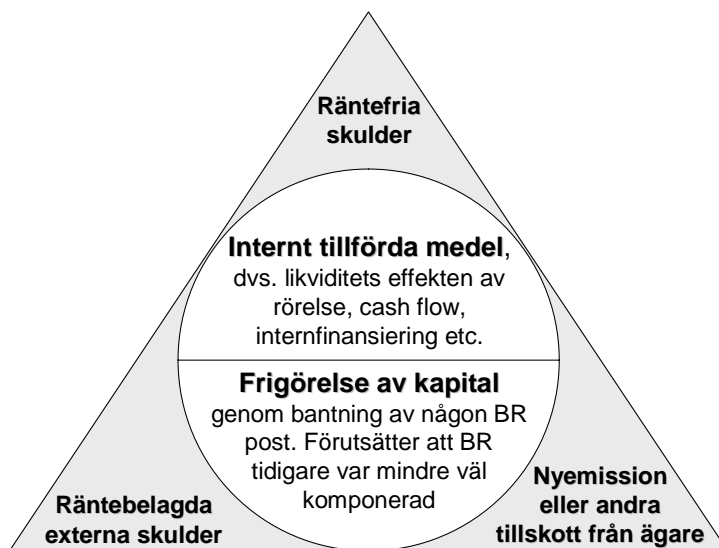 Räntefria
skulder
Internt tillförda medel,
dvs. likviditets effekten av
rörelse, cash flow,
internfinansiering etc.
Frigörelse av kapital
genom bantning av någon BR
post. Förutsätter att BR
tidigare var mindre väl
komponerad
Räntebelagda
externa skulder
Nyemission
eller andra
tillskott från ägare